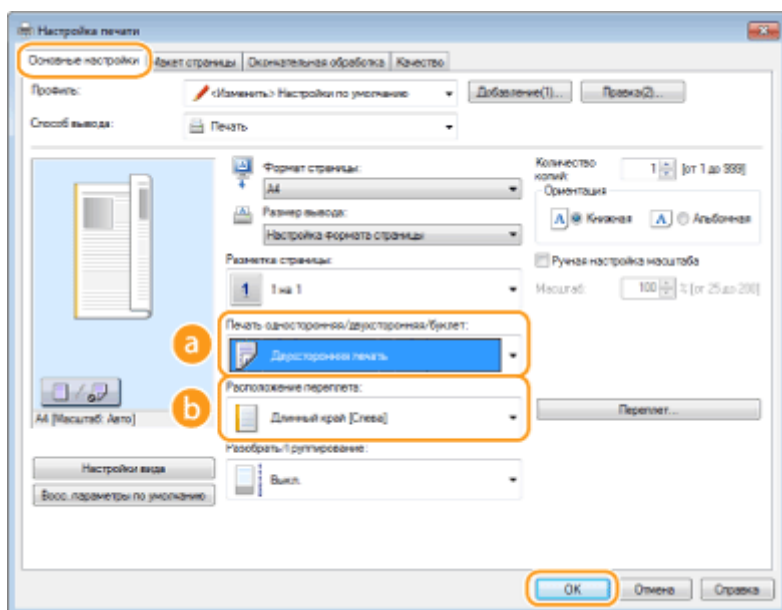 Настройка печати
Основные настройки Макет страницы Окончательная обработка Качество
Профиль: <Изменить> Настройки по умолчанию Добавление(1)... Правка(2)...
Способ вывода: Печать
Формат страницы:
A4
Количество копий: 1 [от 1 до 999]
Ориентация
A Книжная A Альбомная
Размер вывода:
Настройка формата страницы
Разметка страницы:
1 1 на 1
Ручная настройка масштаба
Масштаб: 100 % [от 25 до 200]
Печать односторонняя/двухсторонняя/буклет:
a Двухсторонняя печать
Расположение переплета:
b Длинный край [Слева]
Переплет...
A4 [Масштаб: Авто]
Разобрать/Группирование:
Выкл.
Настройки вида
Восс. параметры по умолчанию
OK Отмена Справка